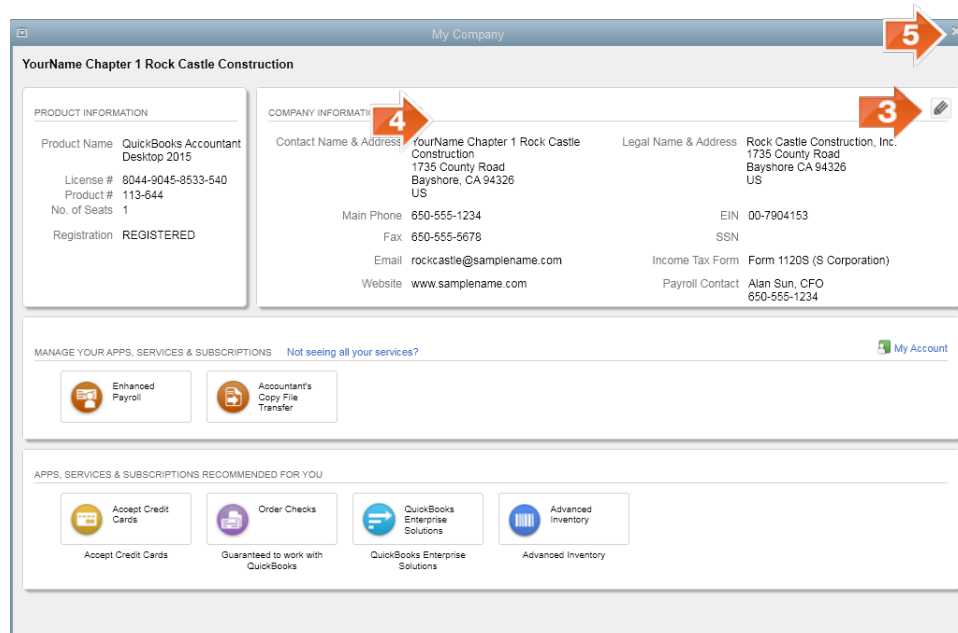 My Company
5
YourName Chapter 1 Rock Castle Construction
PRODUCT INFORMATION
Product Name QuickBooks Accountant
Desktop 2015
License # 8044-9045-8533-540
Product # 113-644
No. of Seats 1
Registration REGISTERED
COMPANY INFORMATI
4
3
Contact Name & Address YourName Chapter 1 Rock Castle
Construction
1735 County Road
Bayshore, CA 94326
US
Main Phone 650-555-1234
Fax 650-555-5678
Email rockcastle@samplename.com
Website www.samplename.com
Legal Name & Address Rock Castle Construction, Inc.
1735 County Road
Bayshore CA 94326
US
EIN 00-7904153
SSN
Income Tax Form Form 1120S (S Corporation)
Payroll Contact Alan Sun, CFO
650-555-1234
MANAGE YOUR APPS, SERVICES & SUBSCRIPTIONS Not seeing all your services?
My Account
Enhanced
Payroll
Accountant's
Copy File
Transfer
APPS, SERVICES & SUBSCRIPTIONS RECOMMENDED FOR YOU
Accept Credit
Cards
Accept Credit Cards
Order Checks
Guaranteed to work with
QuickBooks
QuickBooks
Enterprise
Solutions
QuickBooks Enterprise
Solutions
Advanced
Inventory
Advanced Inventory